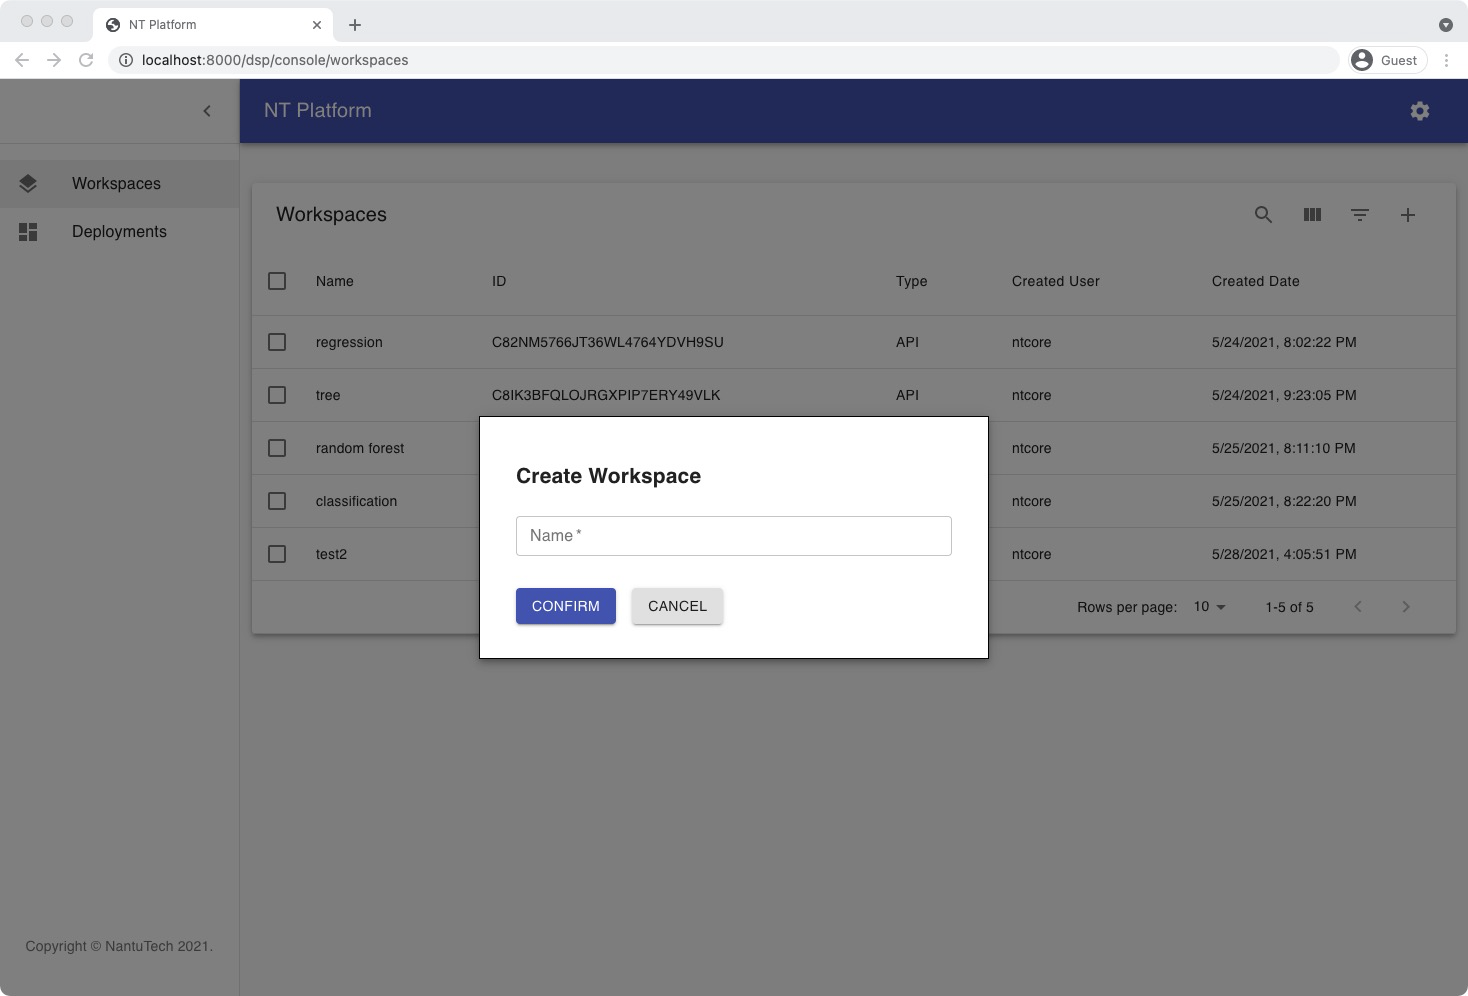 NT Platform
localhost:8000/dsp/console/workspaces
Guest
NT Platform
Workspaces
Deployments
Workspaces
Name ID Type Created User Created Date
regression C82NM5766JT36WL4764YDVH9SU API ntcore 5/24/2021, 8:02:22 PM
tree C8IK3BFQLOJRGXPIP7ERY49VLK API ntcore 5/24/2021, 9:23:05 PM
random forest ntcore 5/25/2021, 8:11:10 PM
classification ntcore 5/25/2021, 8:22:20 PM
test2 ntcore 5/28/2021, 4:05:51 PM
Rows per page: 10 1-5 of 5
Create Workspace
Name *
CONFIRM CANCEL
Copyright © NantuTech 2021.